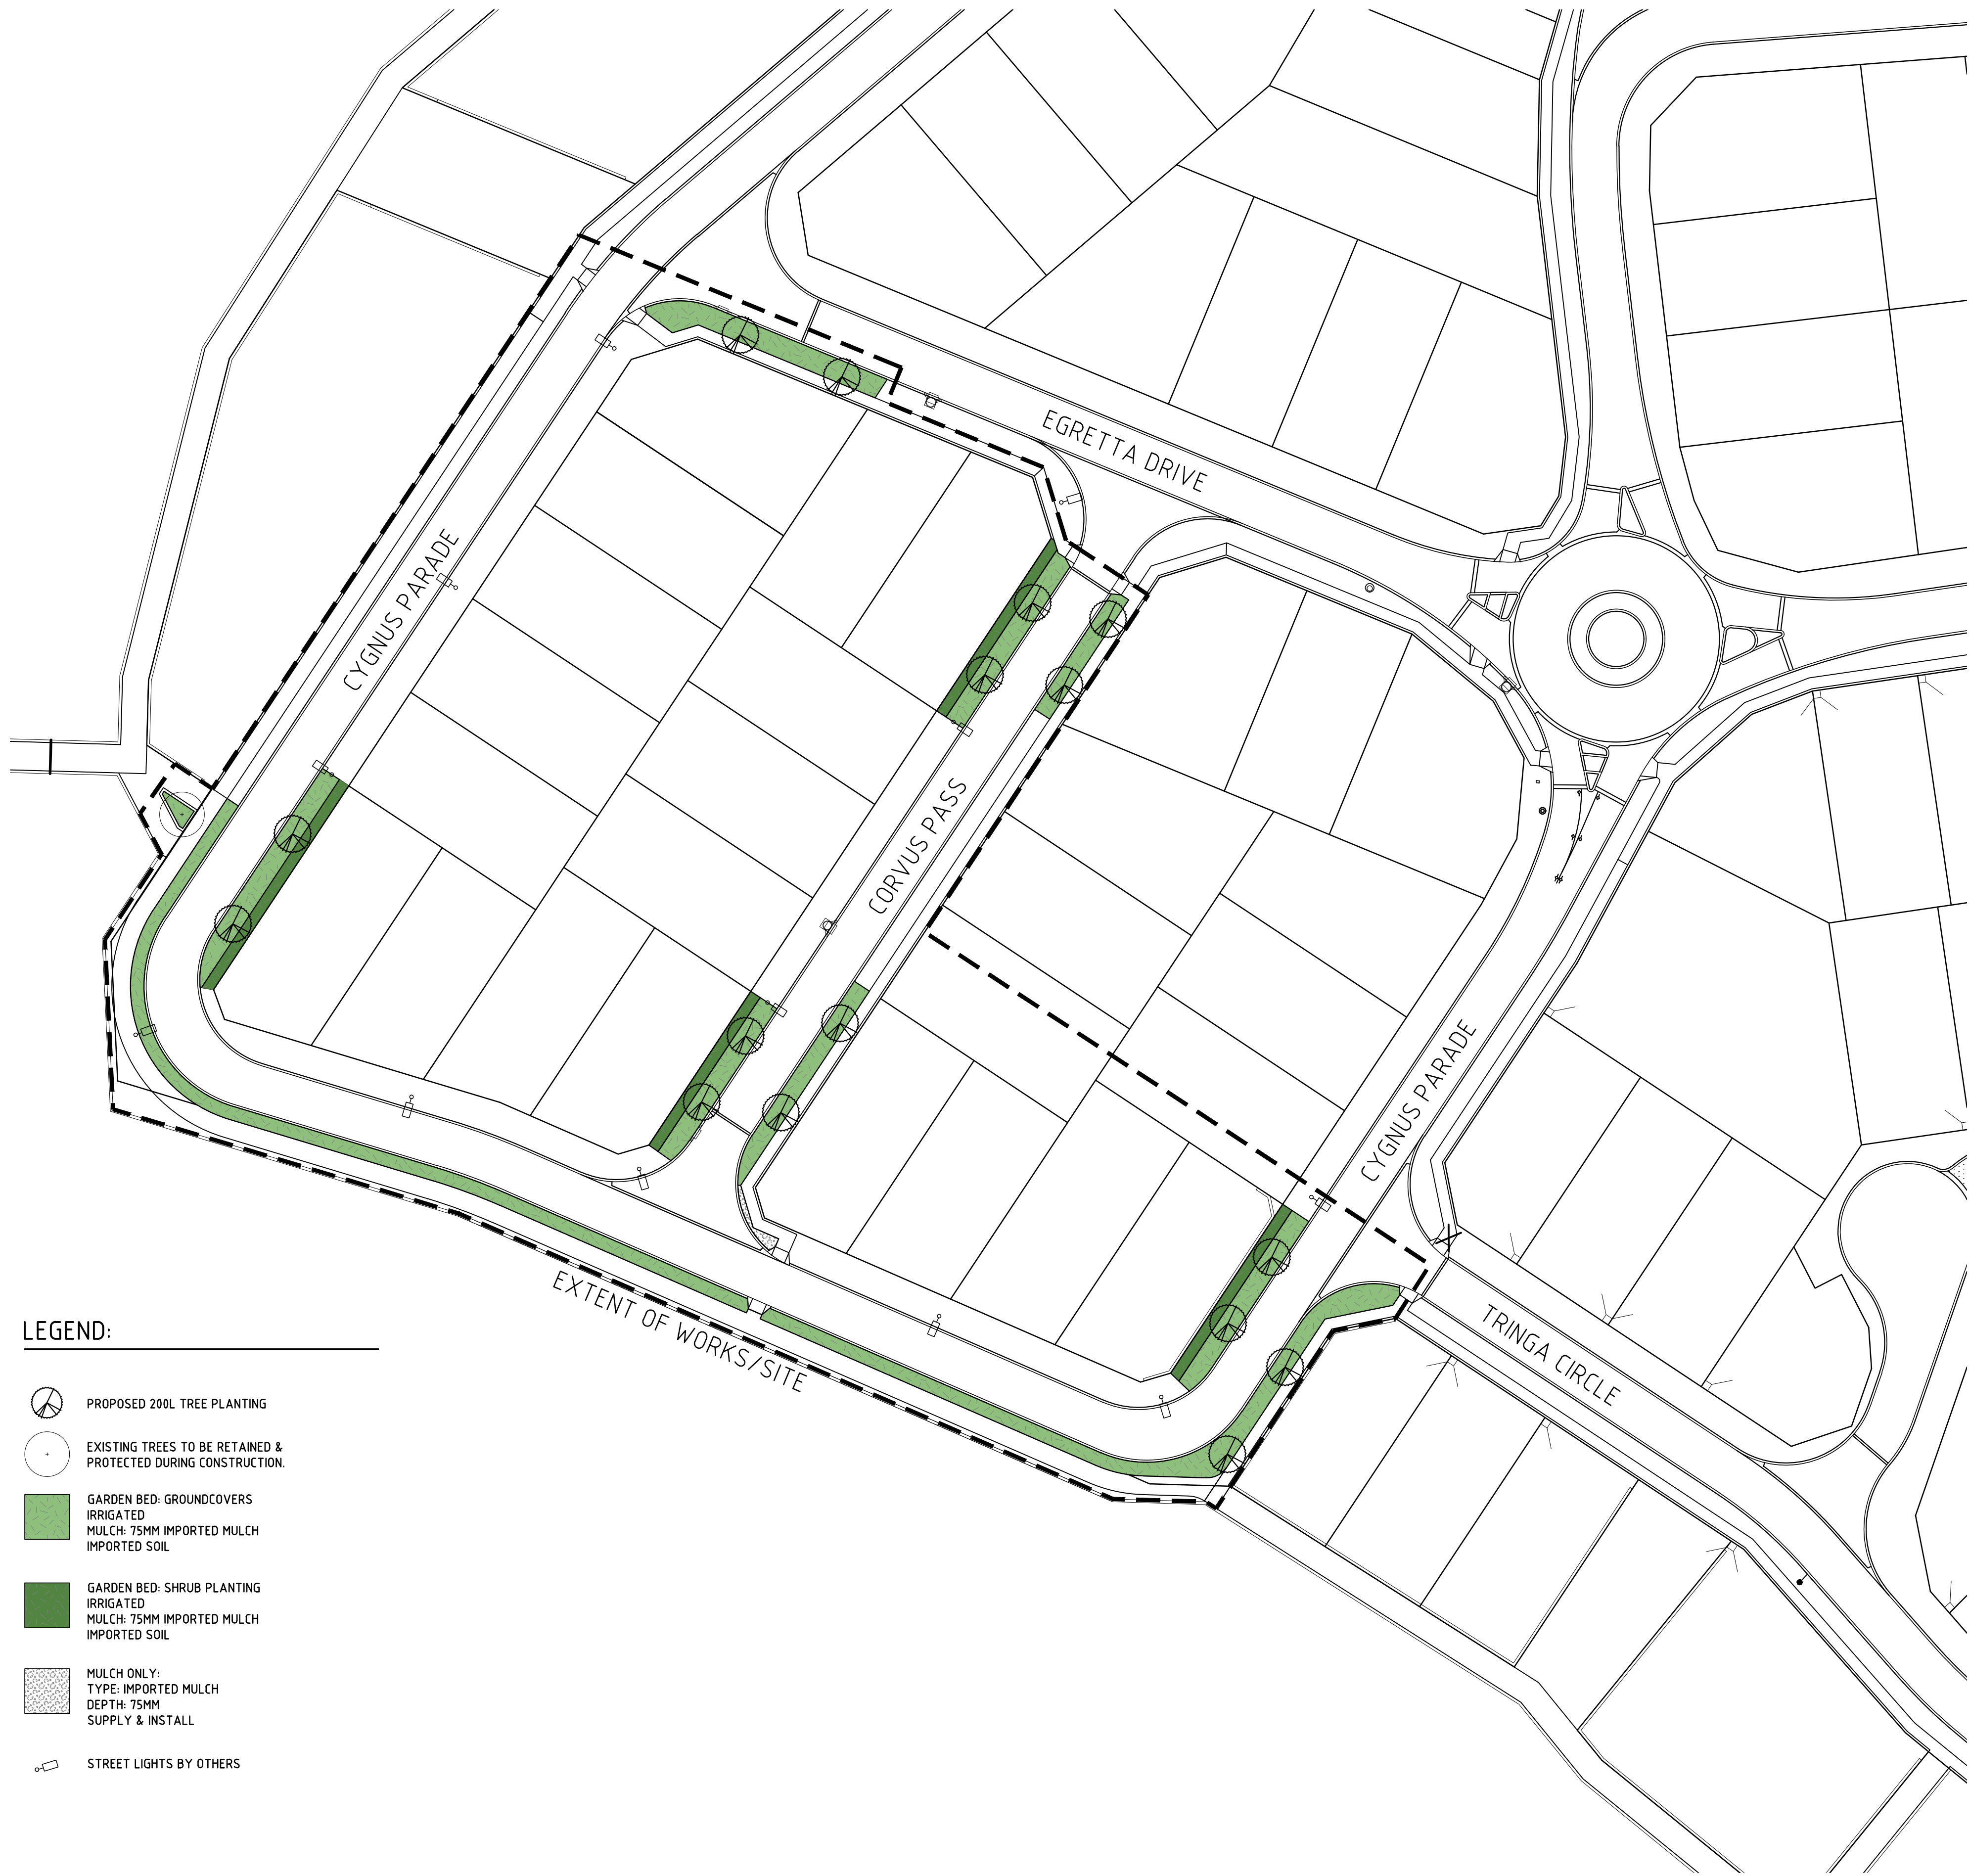 EGRETTA DRIVE
CYGNUS PARADE
CORVUS PASS
CYGNUS PARADE
TRINGA CIRCLE
EXTENT OF WORKS/SITE
LEGEND:
PROPOSED 200L TREE PLANTING
EXISTING TREES TO BE RETAINED &
PROTECTED DURING CONSTRUCTION.
GARDEN BED: GROUNDCOVERS
IRRIGATED
MULCH: 75MM IMPORTED MULCH
IMPORTED SOIL
GARDEN BED: SHRUB PLANTING
IRRIGATED
MULCH: 75MM IMPORTED MULCH
IMPORTED SOIL
MULCH ONLY:
TYPE: IMPORTED MULCH
DEPTH: 75MM
SUPPLY & INSTALL
STREET LIGHTS BY OTHERS